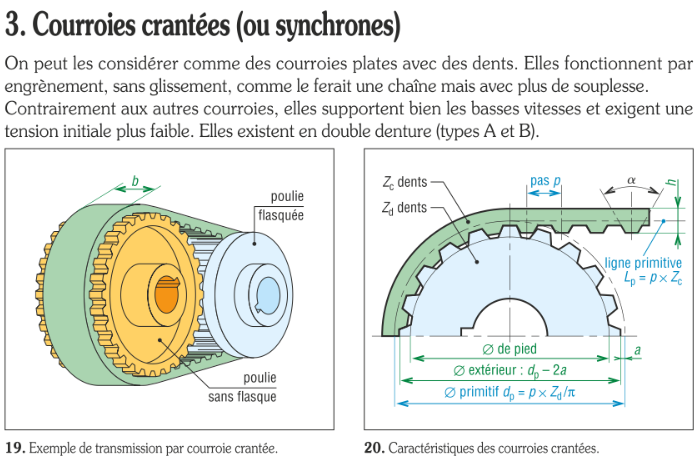 3. Courroies crantées (ou synchrones)
On peut les considérer comme des courroies plates avec des dents. Elles fonctionnent par
engrènement, sans glissement, comme le ferait une chaîne mais avec plus de souplesse.
Contrairement aux autres courroies, elles supportent bien les basses vitesses et exigent une
tension initiale plus faible. Elles existent en double denture (types A et B).
b
poulie
flasquée
poulie
sans flasque
Zc dents
Zd dents
pas p
α
h
ligne primitive
Lp = p × Zc
∅ de pied
a
∅ extérieur : dp – 2a
∅ primitif dp = p × Zd/π
19. Exemple de transmission par courroie crantée.
20. Caractéristiques des courroies crantées.